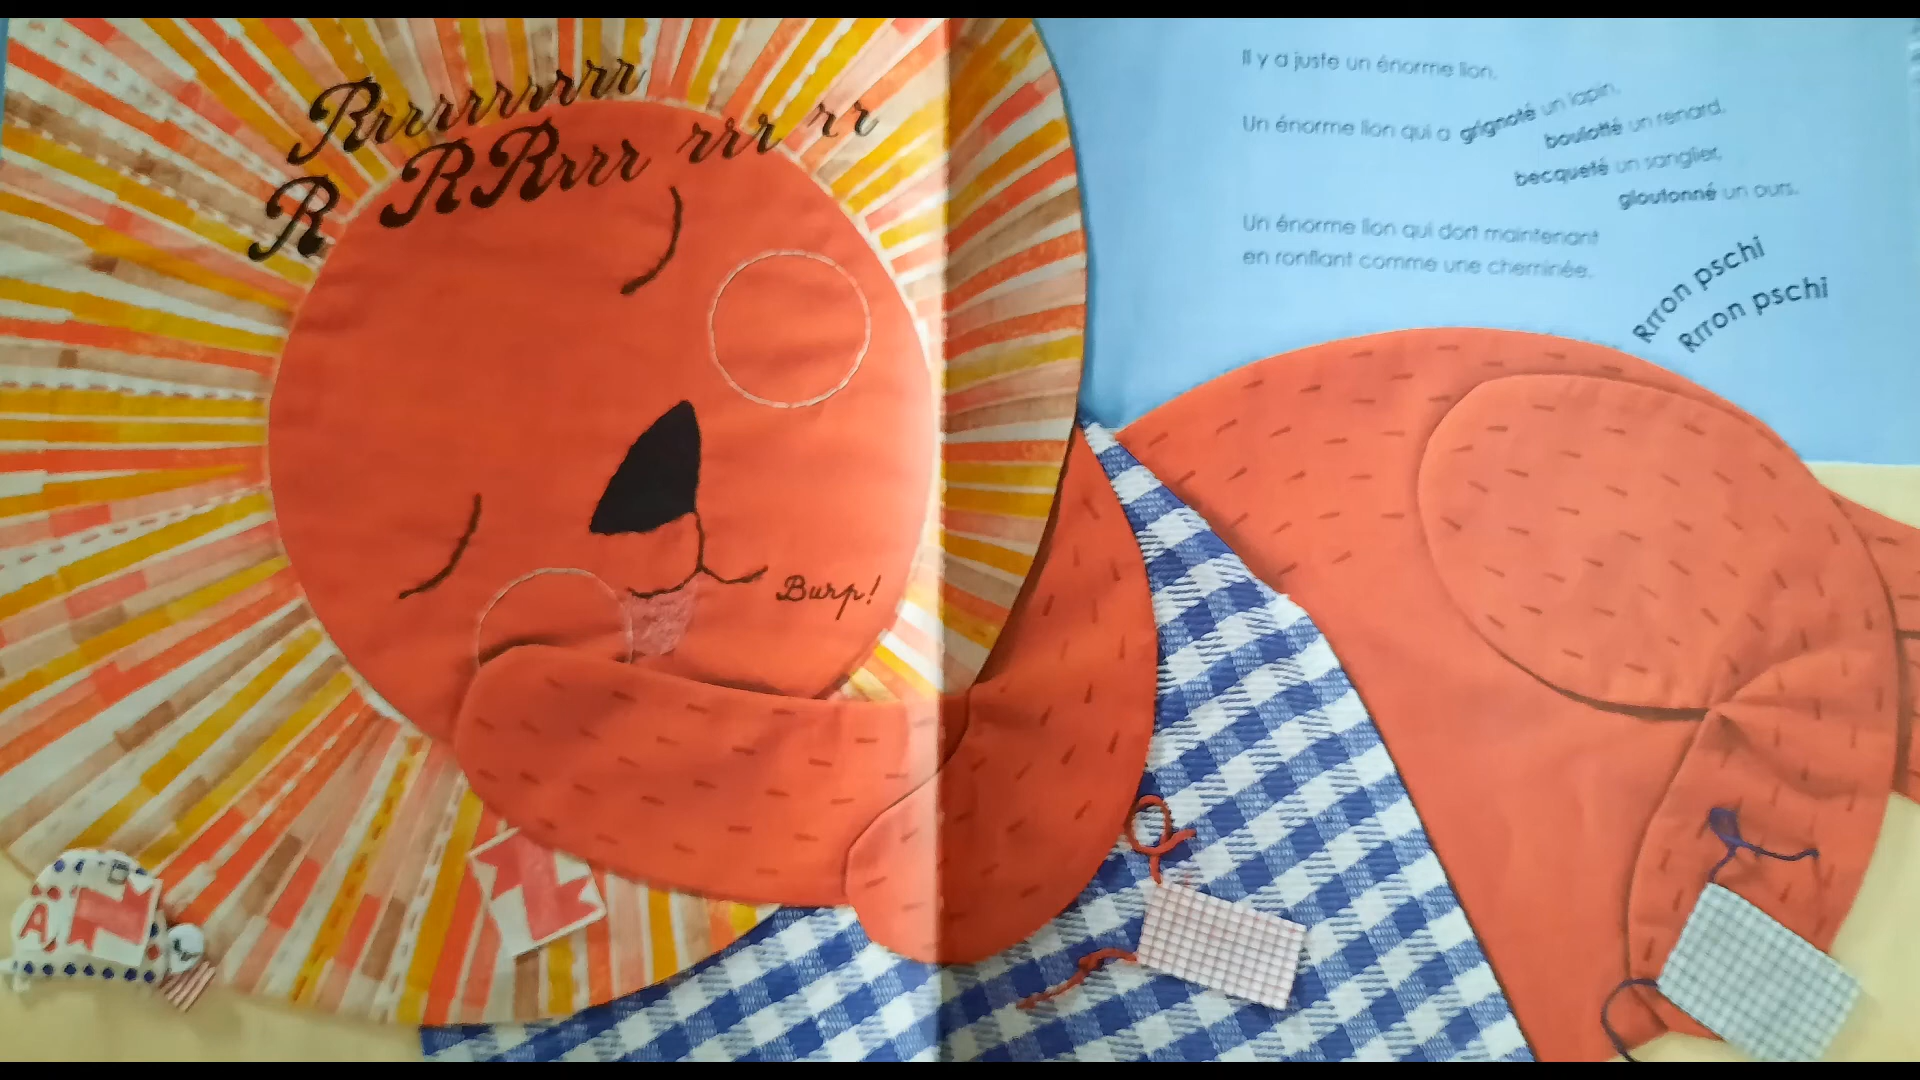 Rrrrrrrrrr
R RRrrr rrr rr
Burp!
A
Il y a juste un énorme lion.
Un énorme lion qui a grignoté un lapin,
boulotté un renard,
becqueté un sanglier,
gloutonné un ours.
Un énorme lion qui dort maintenant
en ronflant comme une cheminée.
Rrron pschi
Rrron pschi